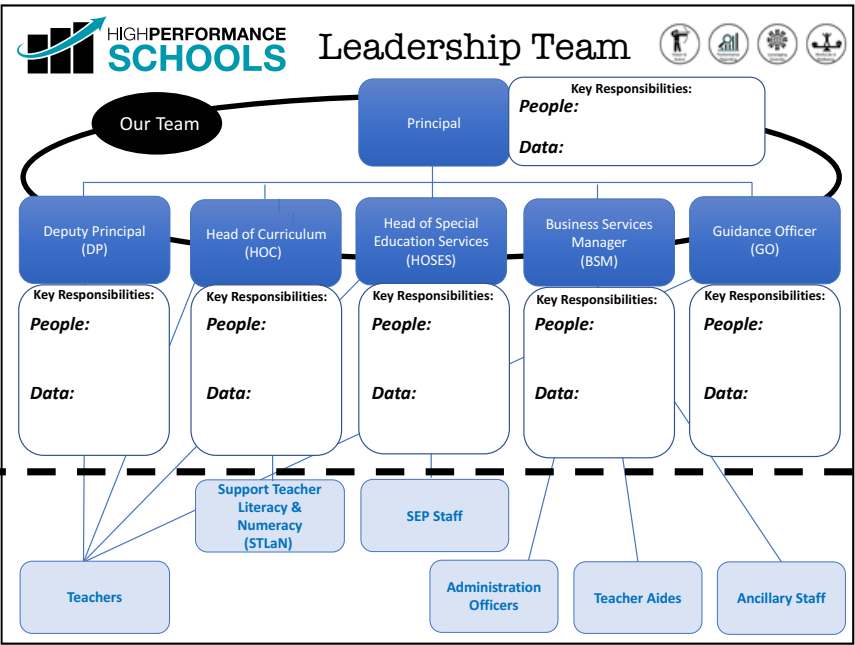 HIGHPERFORMANCE
SCHOOLS
Leadership Team
Our Team
Principal
Key Responsibilities:
People:
Data:
Deputy Principal
(DP)
Head of Curriculum
(HOC)
Head of Special
Education Services
(HOSES)
Business Services
Manager
(BSM)
Guidance Officer
(GO)
Key Responsibilities:
People:
Data:
Key Responsibilities:
People:
Data:
Key Responsibilities:
People:
Data:
Key Responsibilities:
People:
Data:
Key Responsibilities:
People:
Data:
Support Teacher
Literacy &
Numeracy
(STLaN)
SEP Staff
Teachers
Administration
Officers
Teacher Aides
Ancillary Staff